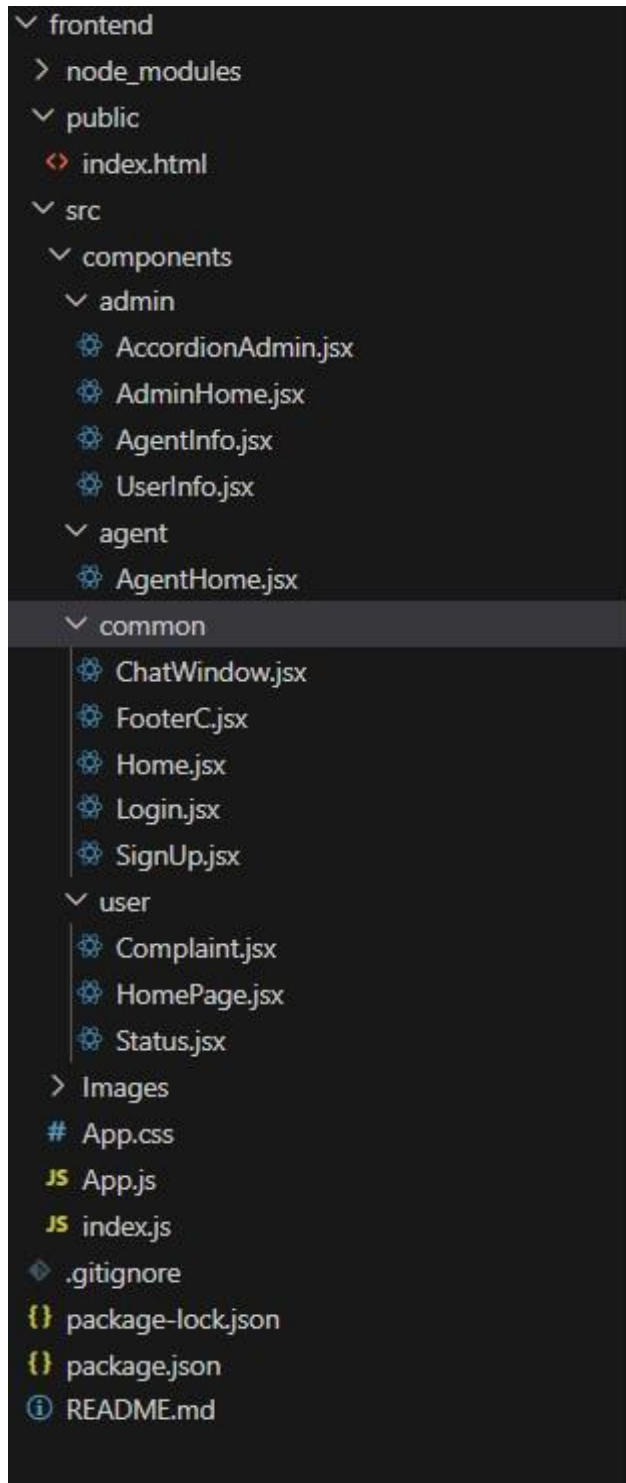 frontend
node_modules
public
<> index.html
src
components
admin
AccordionAdmin.jsx
AdminHome.jsx
AgentInfo.jsx
UserInfo.jsx
agent
AgentHome.jsx
common
ChatWindow.jsx
FooterC.jsx
Home.jsx
Login.jsx
SignUp.jsx
user
Complaint.jsx
HomePage.jsx
Status.jsx
Images
# App.css
JS App.js
JS index.js
.gitignore
{} package-lock.json
{} package.json
README.md